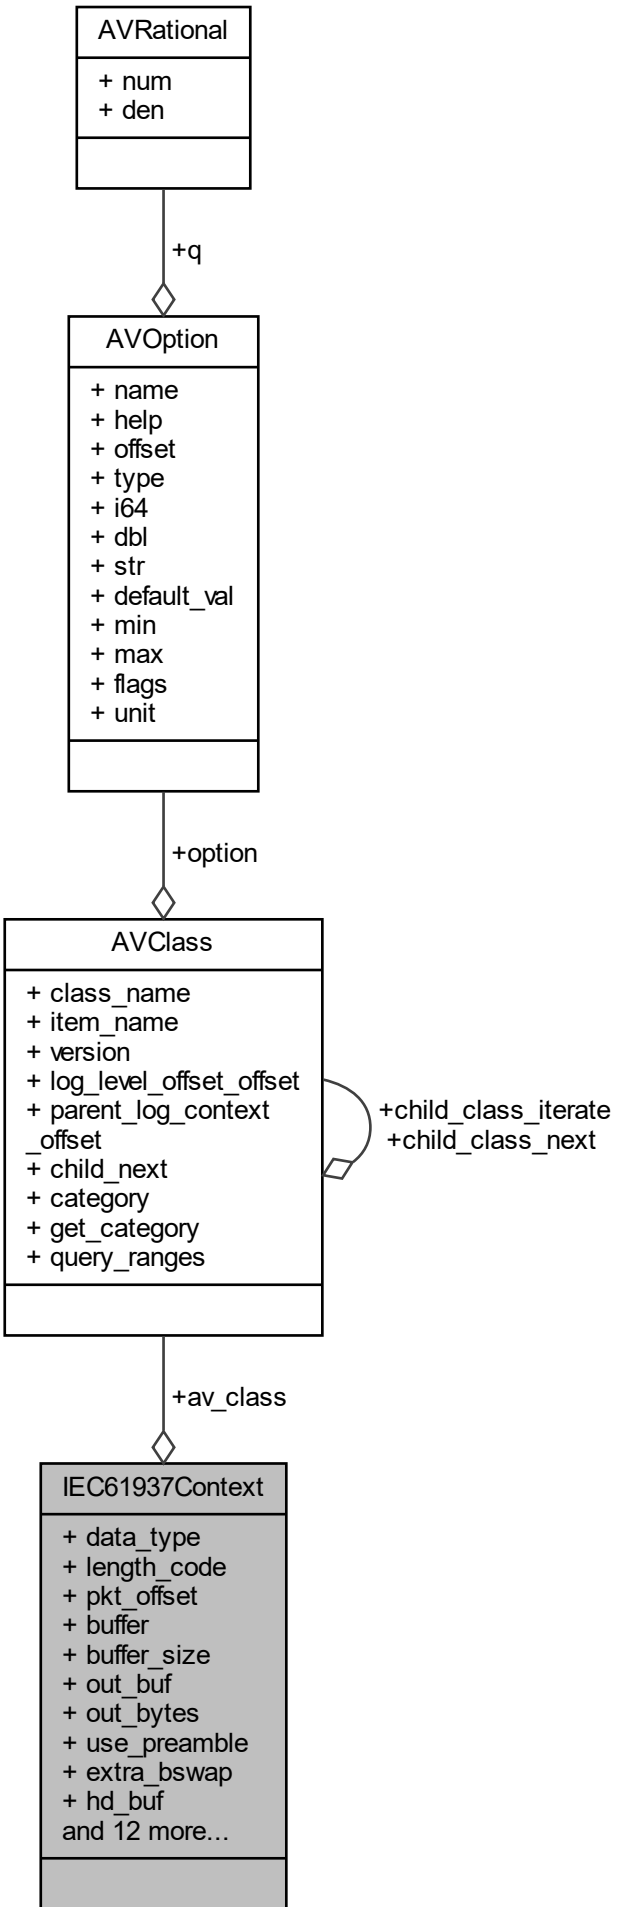 AVRational
+ num
+ den
+q
AVOption
+ name
+ help
+ offset
+ type
+ i64
+ dbl
+ str
+ default_val
+ min
+ max
+ flags
+ unit
+option
AVClass
+ class_name
+ item_name
+ version
+ log_level_offset_offset
+ parent_log_context
_offset
+ child_next
+ category
+ get_category
+ query_ranges
+child_class_iterate
+child_class_next
+av_class
IEC61937Context
+ data_type
+ length_code
+ pkt_offset
+ buffer
+ buffer_size
+ out_buf
+ out_bytes
+ use_preamble
+ extra_bswap
+ hd_buf
and 12 more...